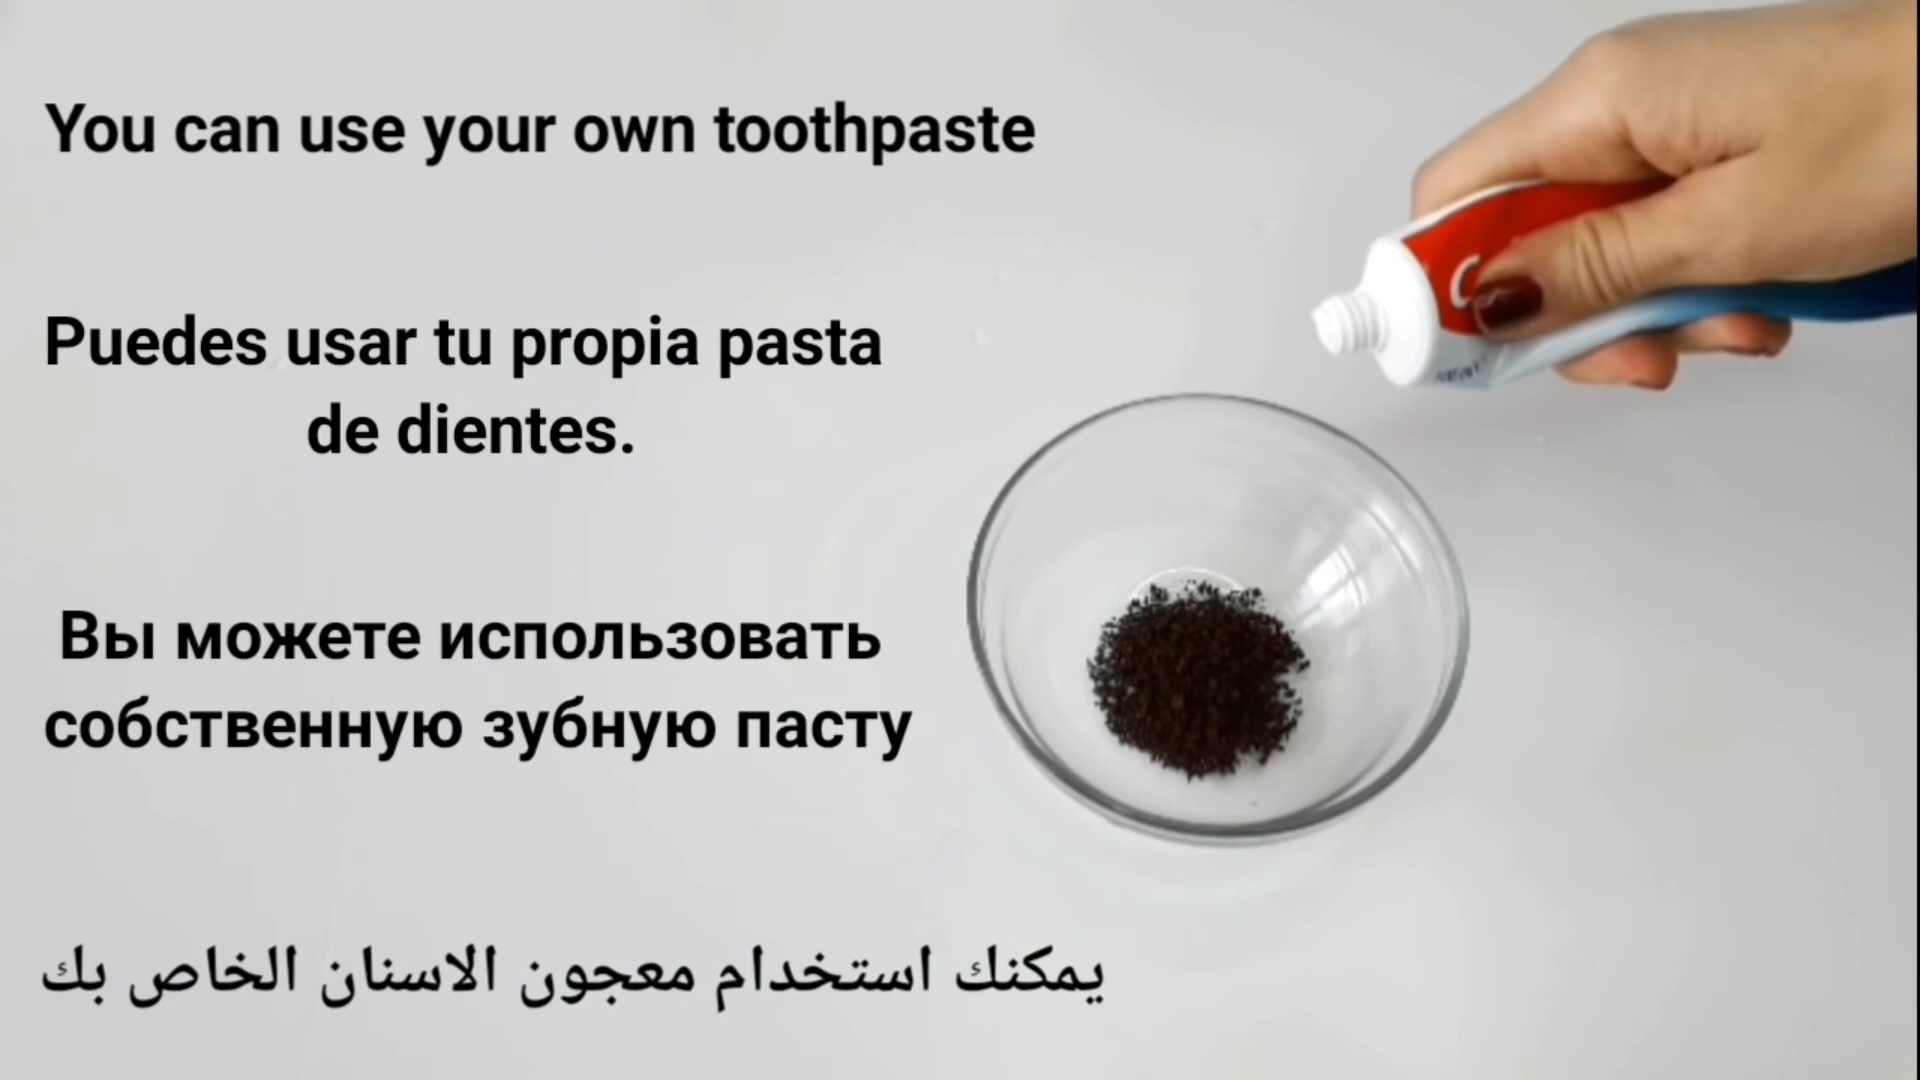 You can use your own toothpaste
Puedes usar tu propia pasta
de dientes.
Вы можете использовать
собственную зубную пасту
يمكنك استخدام معجون الاسنان الخاص بك
C